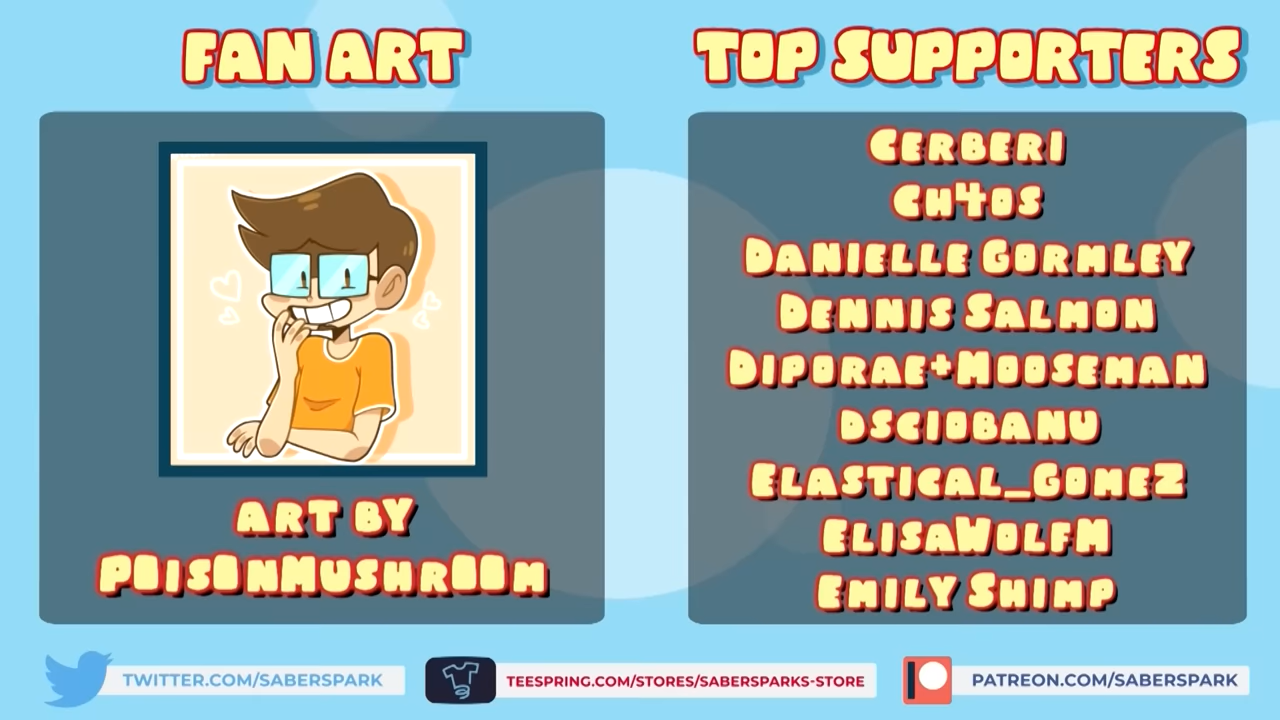 FAN ART
ART BY
P0is0nMushr00m
TOP SUPPORTERS
Cerberi
Ch4os
Danielle Gormley
Dennis Salmon
Diporae+Mooseman
dsciobanu
Elastical_Gomez
ElisaWolfM
Emily Shimp
TWITTER.COM/SABERSPARK
TEESPRING.COM/STORES/SABERSPARKS-STORE
PATREON.COM/SABERSPARK